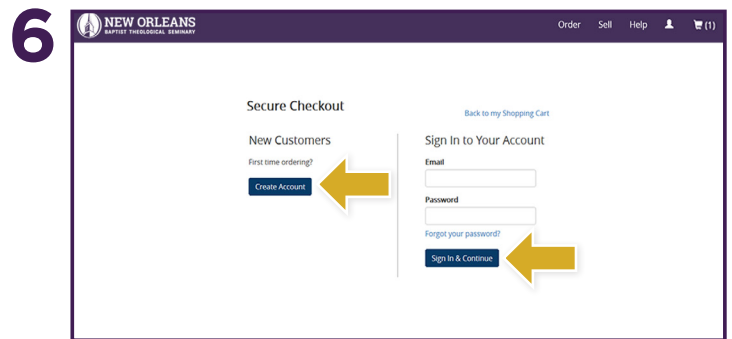 6
NEW ORLEANS
BAPTIST THEOLOGICAL SEMINARY
Order Sell Help (1)
Secure Checkout
Back to my Shopping Cart
New Customers
First time ordering?
Create Account
Sign In to Your Account
Email
Password
Forgot your password?
Sign In & Continue